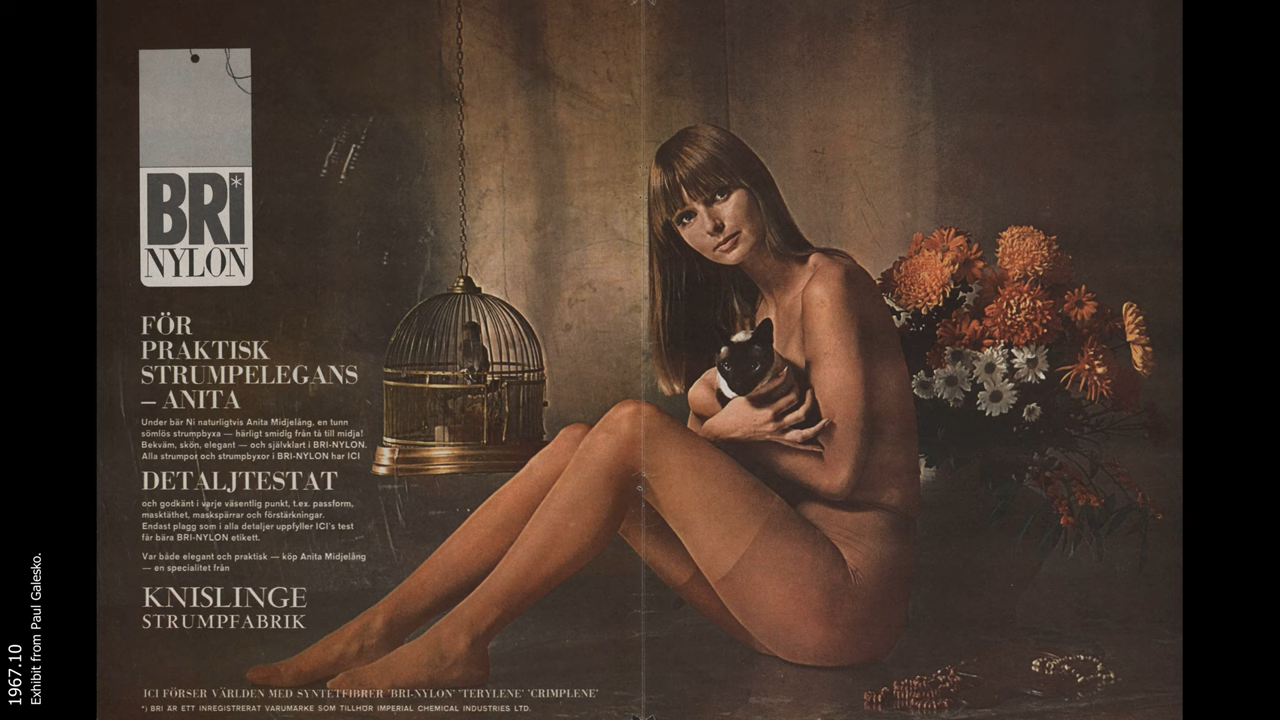 BRI*
NYLON
FÖR
PRAKTISK
STRUMPELEGANS
– ANITA
Under bär Ni naturligtvis Anita Midjelång, en tunn
sömlös strumpbyxa — härligt smidig från tå till midja!
Bekväm, skön, elegant — och självklart i BRI-NYLON.
Alla strumpor och strumpbyxor i BRI-NYLON har ICI
DETALJTESTAT
och godkänt i varje väsentlig punkt, t.ex. passform,
masktäthet, maskspärrar och förstärkningar.
Endast plagg som i alla detaljer uppfyller ICI's test
får bära BRI-NYLON etikett.
Var både elegant och praktisk — köp Anita Midjelång
— en specialitet från
KNISLINGE
STRUMPFABRIK
ICI FÖRSER VÄRLDEN MED SYNTETFIBRER 'BRI-NYLON' 'TERYLENE' 'CRIMPLENE'
*) BRI ÄR ETT INREGISTRERAT VARUMÄRKE SOM TILLHÖR IMPERIAL CHEMICAL INDUSTRIES LTD.
1967.10
Exhibit from Paul Galesko.